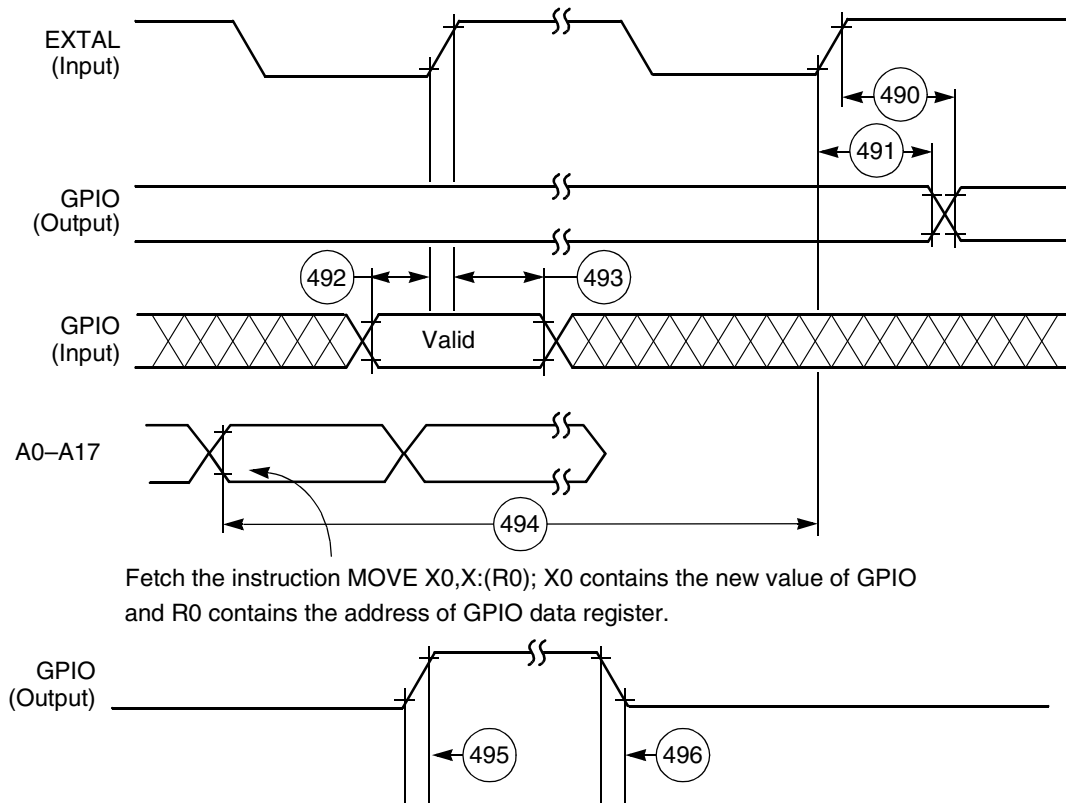 EXTAL
(Input)
490
491
GPIO
(Output)
492
493
GPIO
(Input)
Valid
A0–A17
494
Fetch the instruction MOVE X0,X:(R0); X0 contains the new value of GPIO
and R0 contains the address of GPIO data register.
GPIO
(Output)
495
496